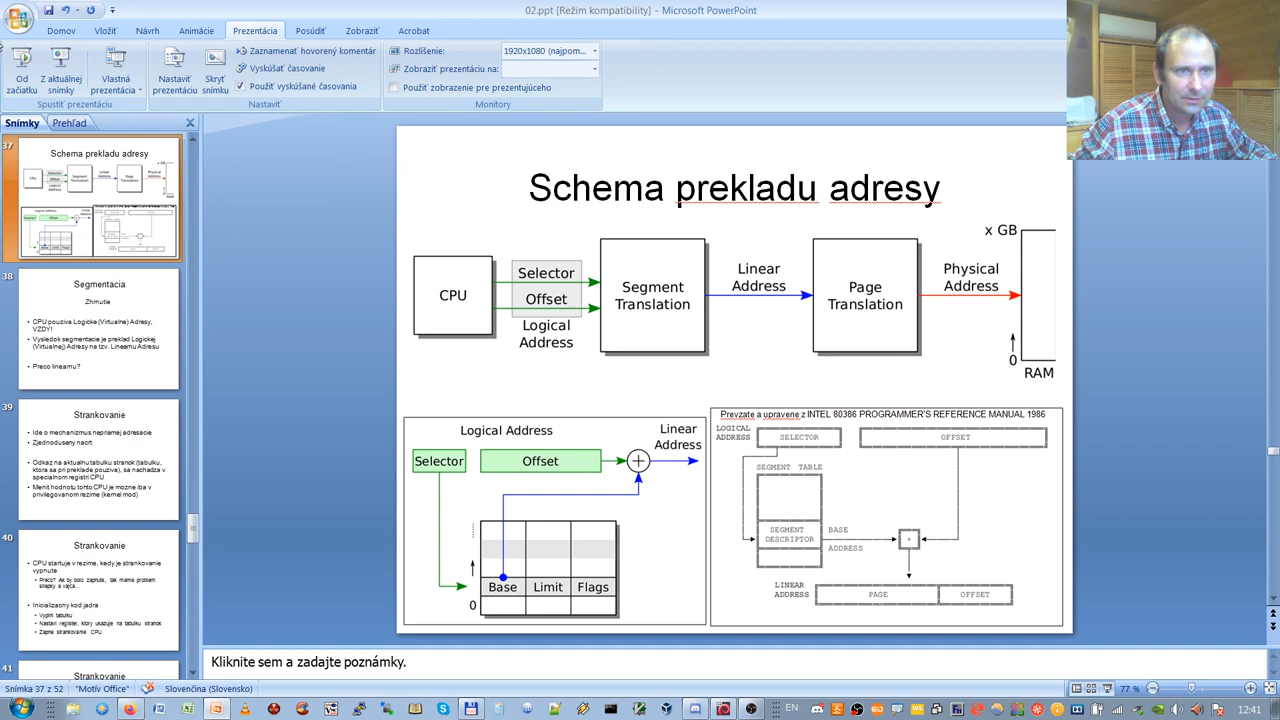 02.ppt [Režim kompatibility] - Microsoft PowerPoint
Domov Vložiť Návrh Animácie Prezentácia Posúdiť Zobraziť Acrobat
Od začiatku
Z aktuálnej snímky
Vlastná prezentácia
Spustiť prezentáciu
Nastaviť prezentáciu
Skryť snímku
Zaznamenať hovorený komentár
Vyskúšať časovanie
Použiť vyskúšané časovania
Nastaviť
Rozlíšenie: 1920x1080 (najpom...
Zobraziť prezentáciu na:
Použiť zobrazenie pre prezentujúceho
Monitory
Snímky Prehľad
37
Schema prekladu adresy
38
Segmentacia
Zhrnutie
CPU pouziva Logicke (Virtualne) Adresy,
VZDY!
Vysledok segmentacie je preklad Logickej
(Virtualnej) Adresy na tzv. Linearnu Adresu
Preco linearnu?
39
Strankovanie
Ide o mechanizmus nepriamej adresacie
Zjednoduseny nacrt
Odkaz na aktualnu tabulku stranok (tabulku,
ktora sa pri preklade pouziva), sa nachadza v
specialnom registri CPU
Menit hodnotu tohto CPU je mozne iba v
privilegovanom rezime (kernel mod)
40
Strankovanie
CPU startuje v rezime, kedy je strankovanie
vypnute
Preco? Ak by bolo zapnute, tak mame problem
sliepky a vajca...
Inicializacny kod jadra
Vyplni tabulku
Nastavi register, ktory ukazuje na tabulku stranok
Zapne strankovanie CPU
41
Strankovanie
Schema prekladu adresy
CPU
Selector
Offset
Logical
Address
Segment
Translation
Linear
Address
Page
Translation
Physical
Address
x GB
0
RAM
Logical Address
Linear
Address
Selector
Offset
+
Base Limit Flags
0
Prevzate a upravene z INTEL 80386 PROGRAMMER'S REFERENCE MANUAL 1986
LOGICAL
ADDRESS
SELECTOR
OFFSET
SEGMENT TABLE
SEGMENT
DESCRIPTOR
BASE
ADDRESS
+
LINEAR
ADDRESS
PAGE
OFFSET
Kliknite sem a zadajte poznámky.
Snímka 37 z 52 "Motív Office" Slovenčina (Slovensko) 77 %
EN 12:41